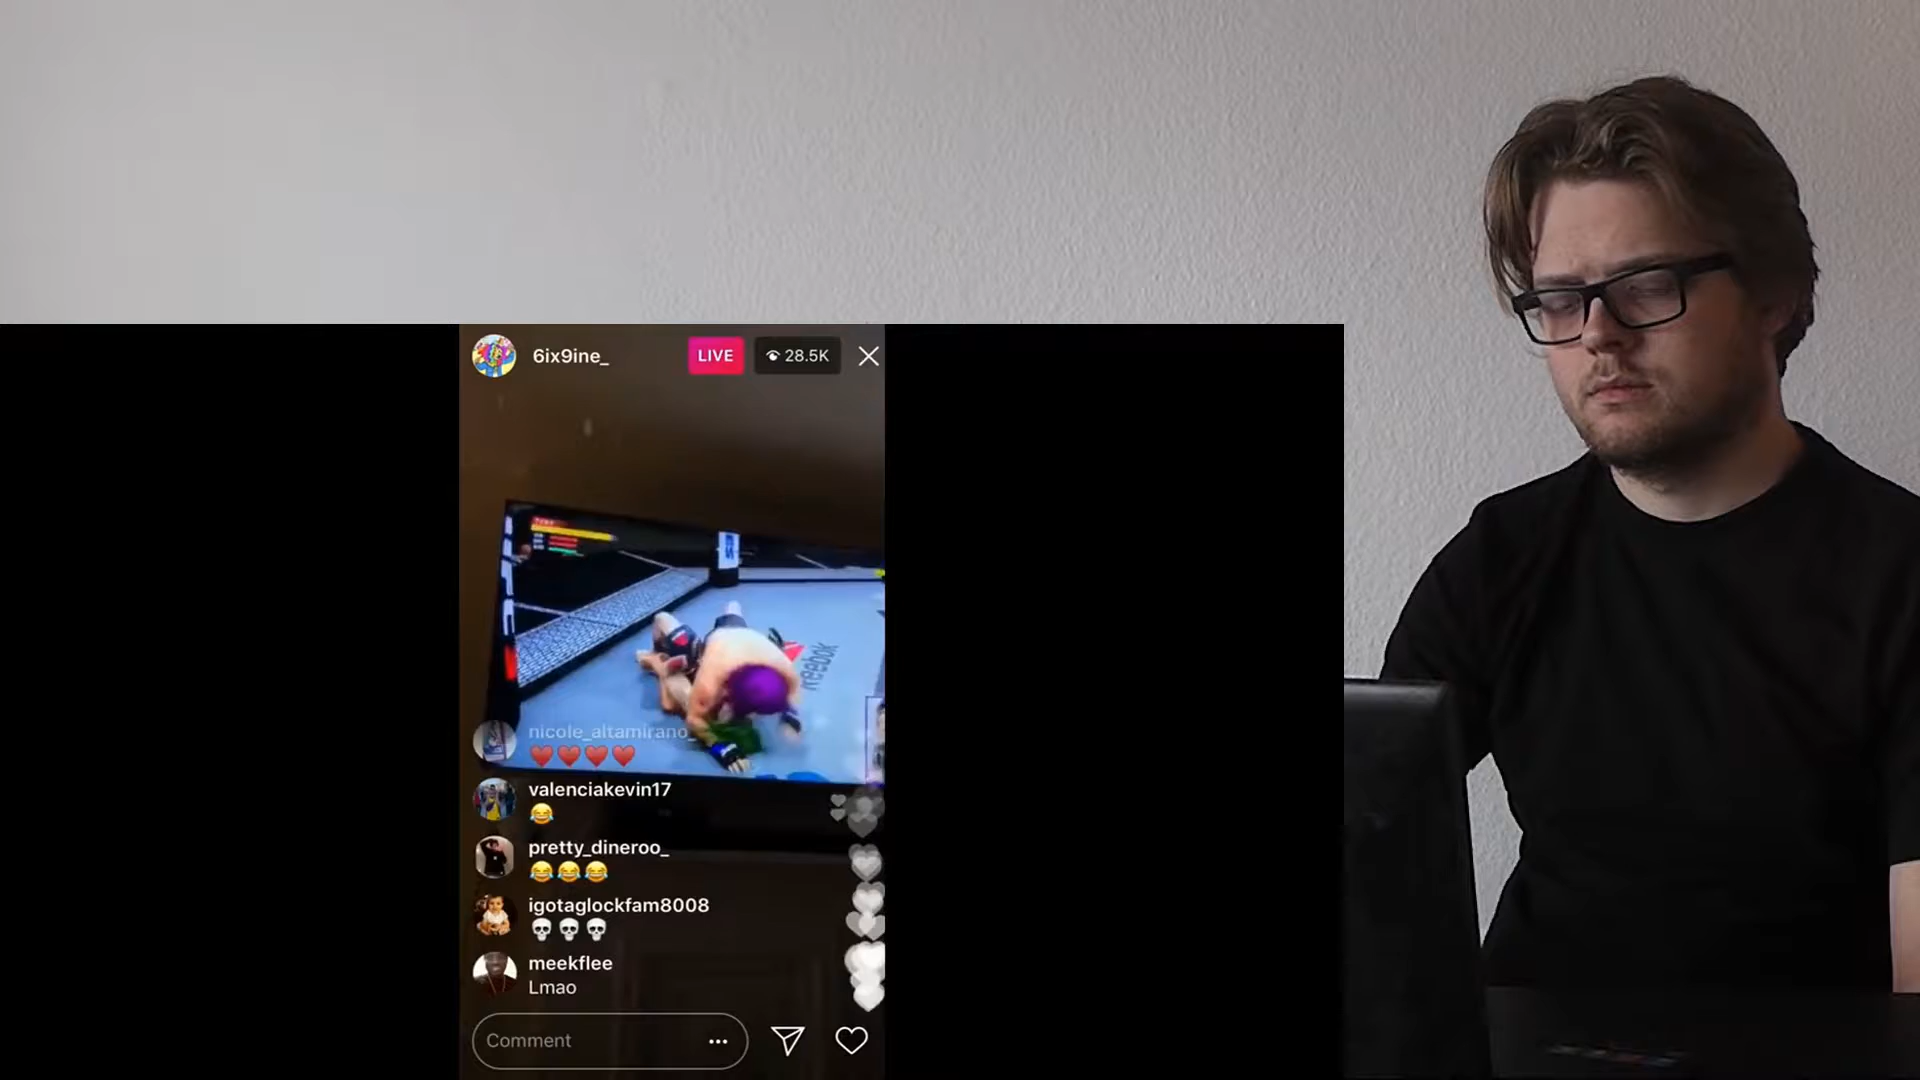 6ix9ine_
LIVE
28.5K
Reebok
nicole_altamirano_
❤️❤️❤️❤️
valenciakevin17
😂
pretty_dineroo_
😂😂😂
igotaglockfam8008
💀💀💀
meekflee
Lmao
Comment